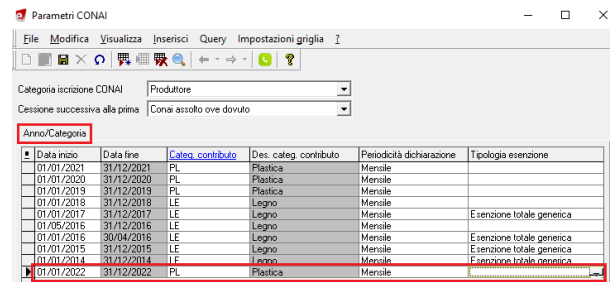 Parametri CONAI
File Modifica Visualizza Inserisci Query Impostazioni griglia ?
Categoria iscrizione CONAI Produttore
Cessione successiva alla prima Conai assolto ove dovuto
Anno/Categoria
Data inizio Data fine Categ. contributo Des. categ. contributo Periodicità dichiarazione Tipologia esenzione
01/01/2021 31/12/2021 PL Plastica Mensile
01/01/2020 31/12/2020 PL Plastica Mensile
01/01/2019 31/12/2019 PL Plastica Mensile
01/01/2018 31/12/2018 LE Legno Mensile
01/01/2017 31/12/2017 LE Legno Mensile Esenzione totale generica
01/05/2016 31/12/2016 LE Legno Mensile
01/01/2016 30/04/2016 LE Legno Mensile Esenzione totale generica
01/01/2015 31/12/2015 LE Legno Mensile Esenzione totale generica
01/01/2014 31/12/2014 LE Legno Mensile Esenzione totale generica
01/01/2022 31/12/2022 PL Plastica Mensile